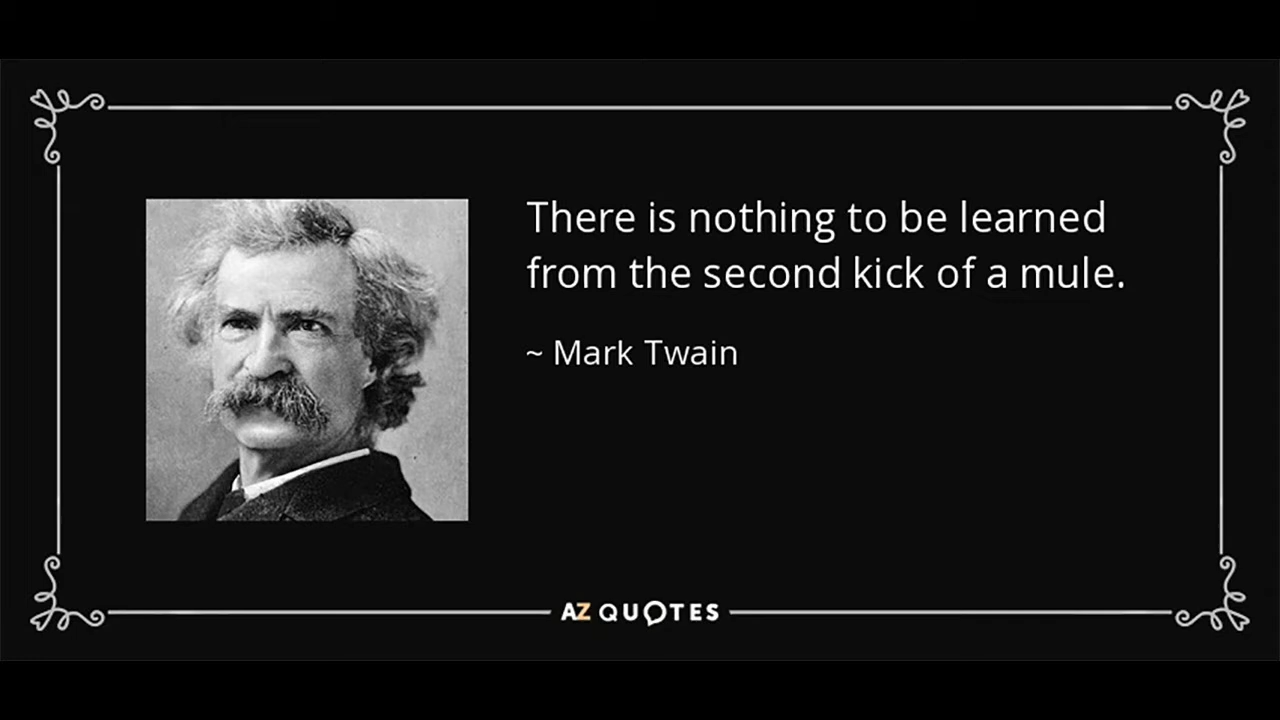 There is nothing to be learned
from the second kick of a mule.
~ Mark Twain
AZ QUOTES